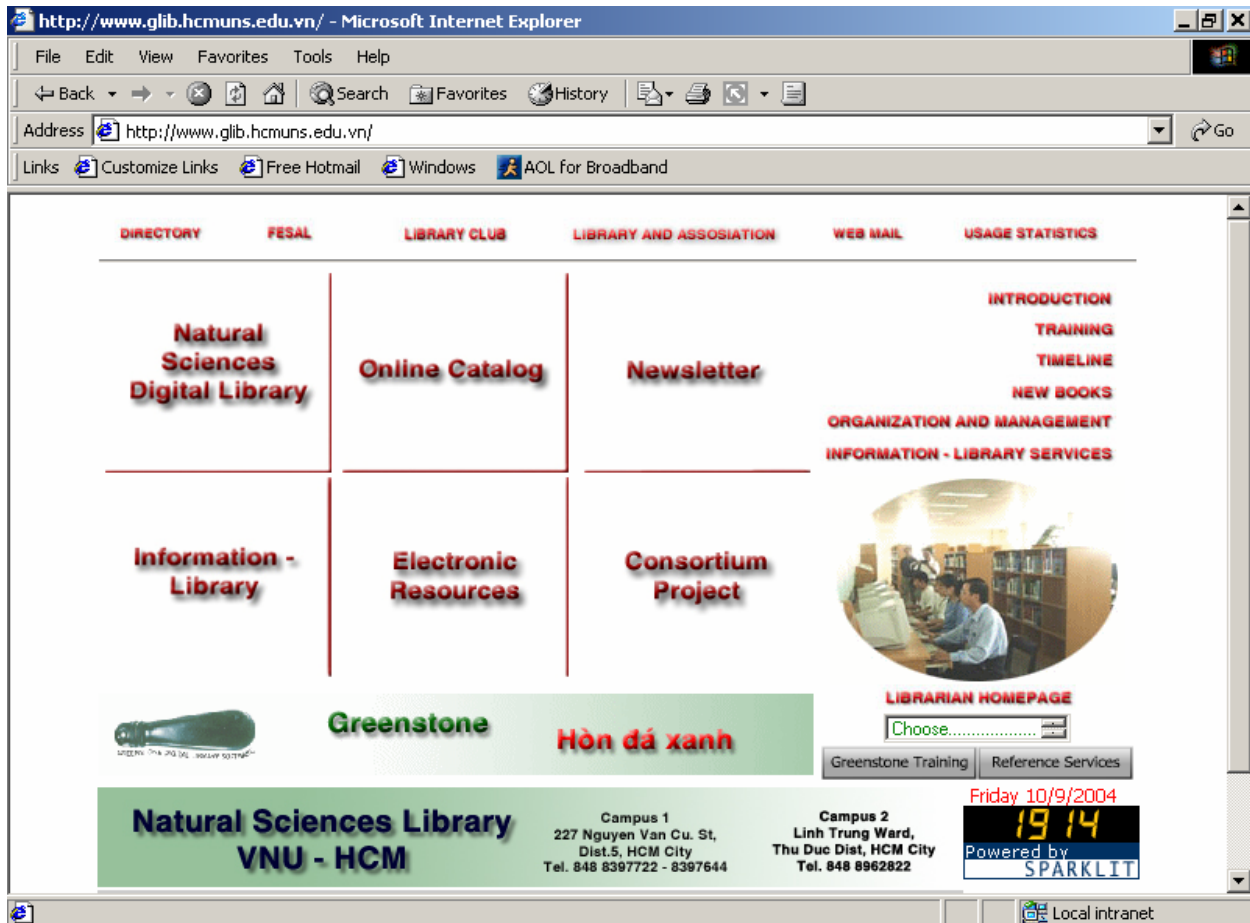 http://www.glib.hcmuns.edu.vn/ - Microsoft Internet Explorer
File Edit View Favorites Tools Help
Back Search Favorites History
Address http://www.glib.hcmuns.edu.vn/ Go
Links Customize Links Free Hotmail Windows AOL for Broadband
DIRECTORY FESAL LIBRARY CLUB LIBRARY AND ASSOSIATION WEB MAIL USAGE STATISTICS
Natural
Sciences
Digital Library
Online Catalog
Newsletter
INTRODUCTION
TRAINING
TIMELINE
NEW BOOKS
ORGANIZATION AND MANAGEMENT
INFORMATION - LIBRARY SERVICES
Information -
Library
Electronic
Resources
Consortium
Project
LIBRARIAN HOMEPAGE
Choose..................
Greenstone Training Reference Services
Greenstone
Hòn đá xanh
Natural Sciences Library
VNU - HCM
Campus 1
227 Nguyen Van Cu. St,
Dist.5, HCM City
Tel. 848 8397722 - 8397644
Campus 2
Linh Trung Ward,
Thu Duc Dist, HCM City
Tel. 848 8962822
Friday 10/9/2004
1914
Powered by
SPARKLIT
Local intranet